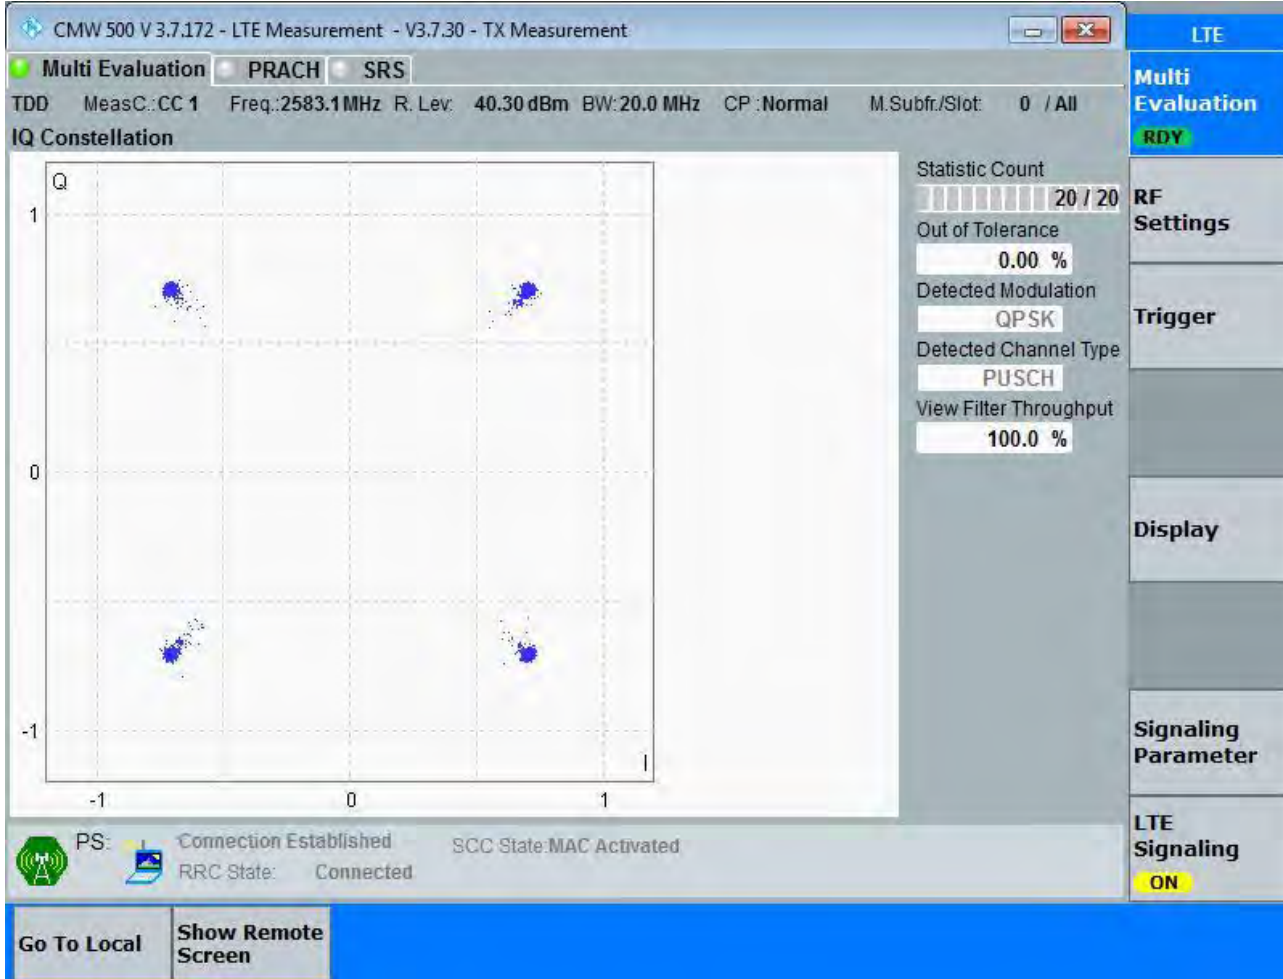 CMW 500 V 3.7.172 - LTE Measurement - V3.7.30 - TX Measurement
LTE
Multi Evaluation PRACH SRS
Multi
Evaluation
RDY
TDD MeasC.:CC 1 Freq.:2583.1 MHz R. Lev: 40.30 dBm BW: 20.0 MHz CP :Normal M.Subfr./Slot: 0 / All
IQ Constellation
Q
1
0
-1
I
-1 0 1
Statistic Count
20 / 20
Out of Tolerance
0.00 %
Detected Modulation
QPSK
Detected Channel Type
PUSCH
View Filter Throughput
100.0 %
RF
Settings
Trigger
Display
Signaling
Parameter
LTE
Signaling
ON
PS: Connection Established SCC State:MAC Activated
RRC State: Connected
Go To Local
Show Remote
Screen